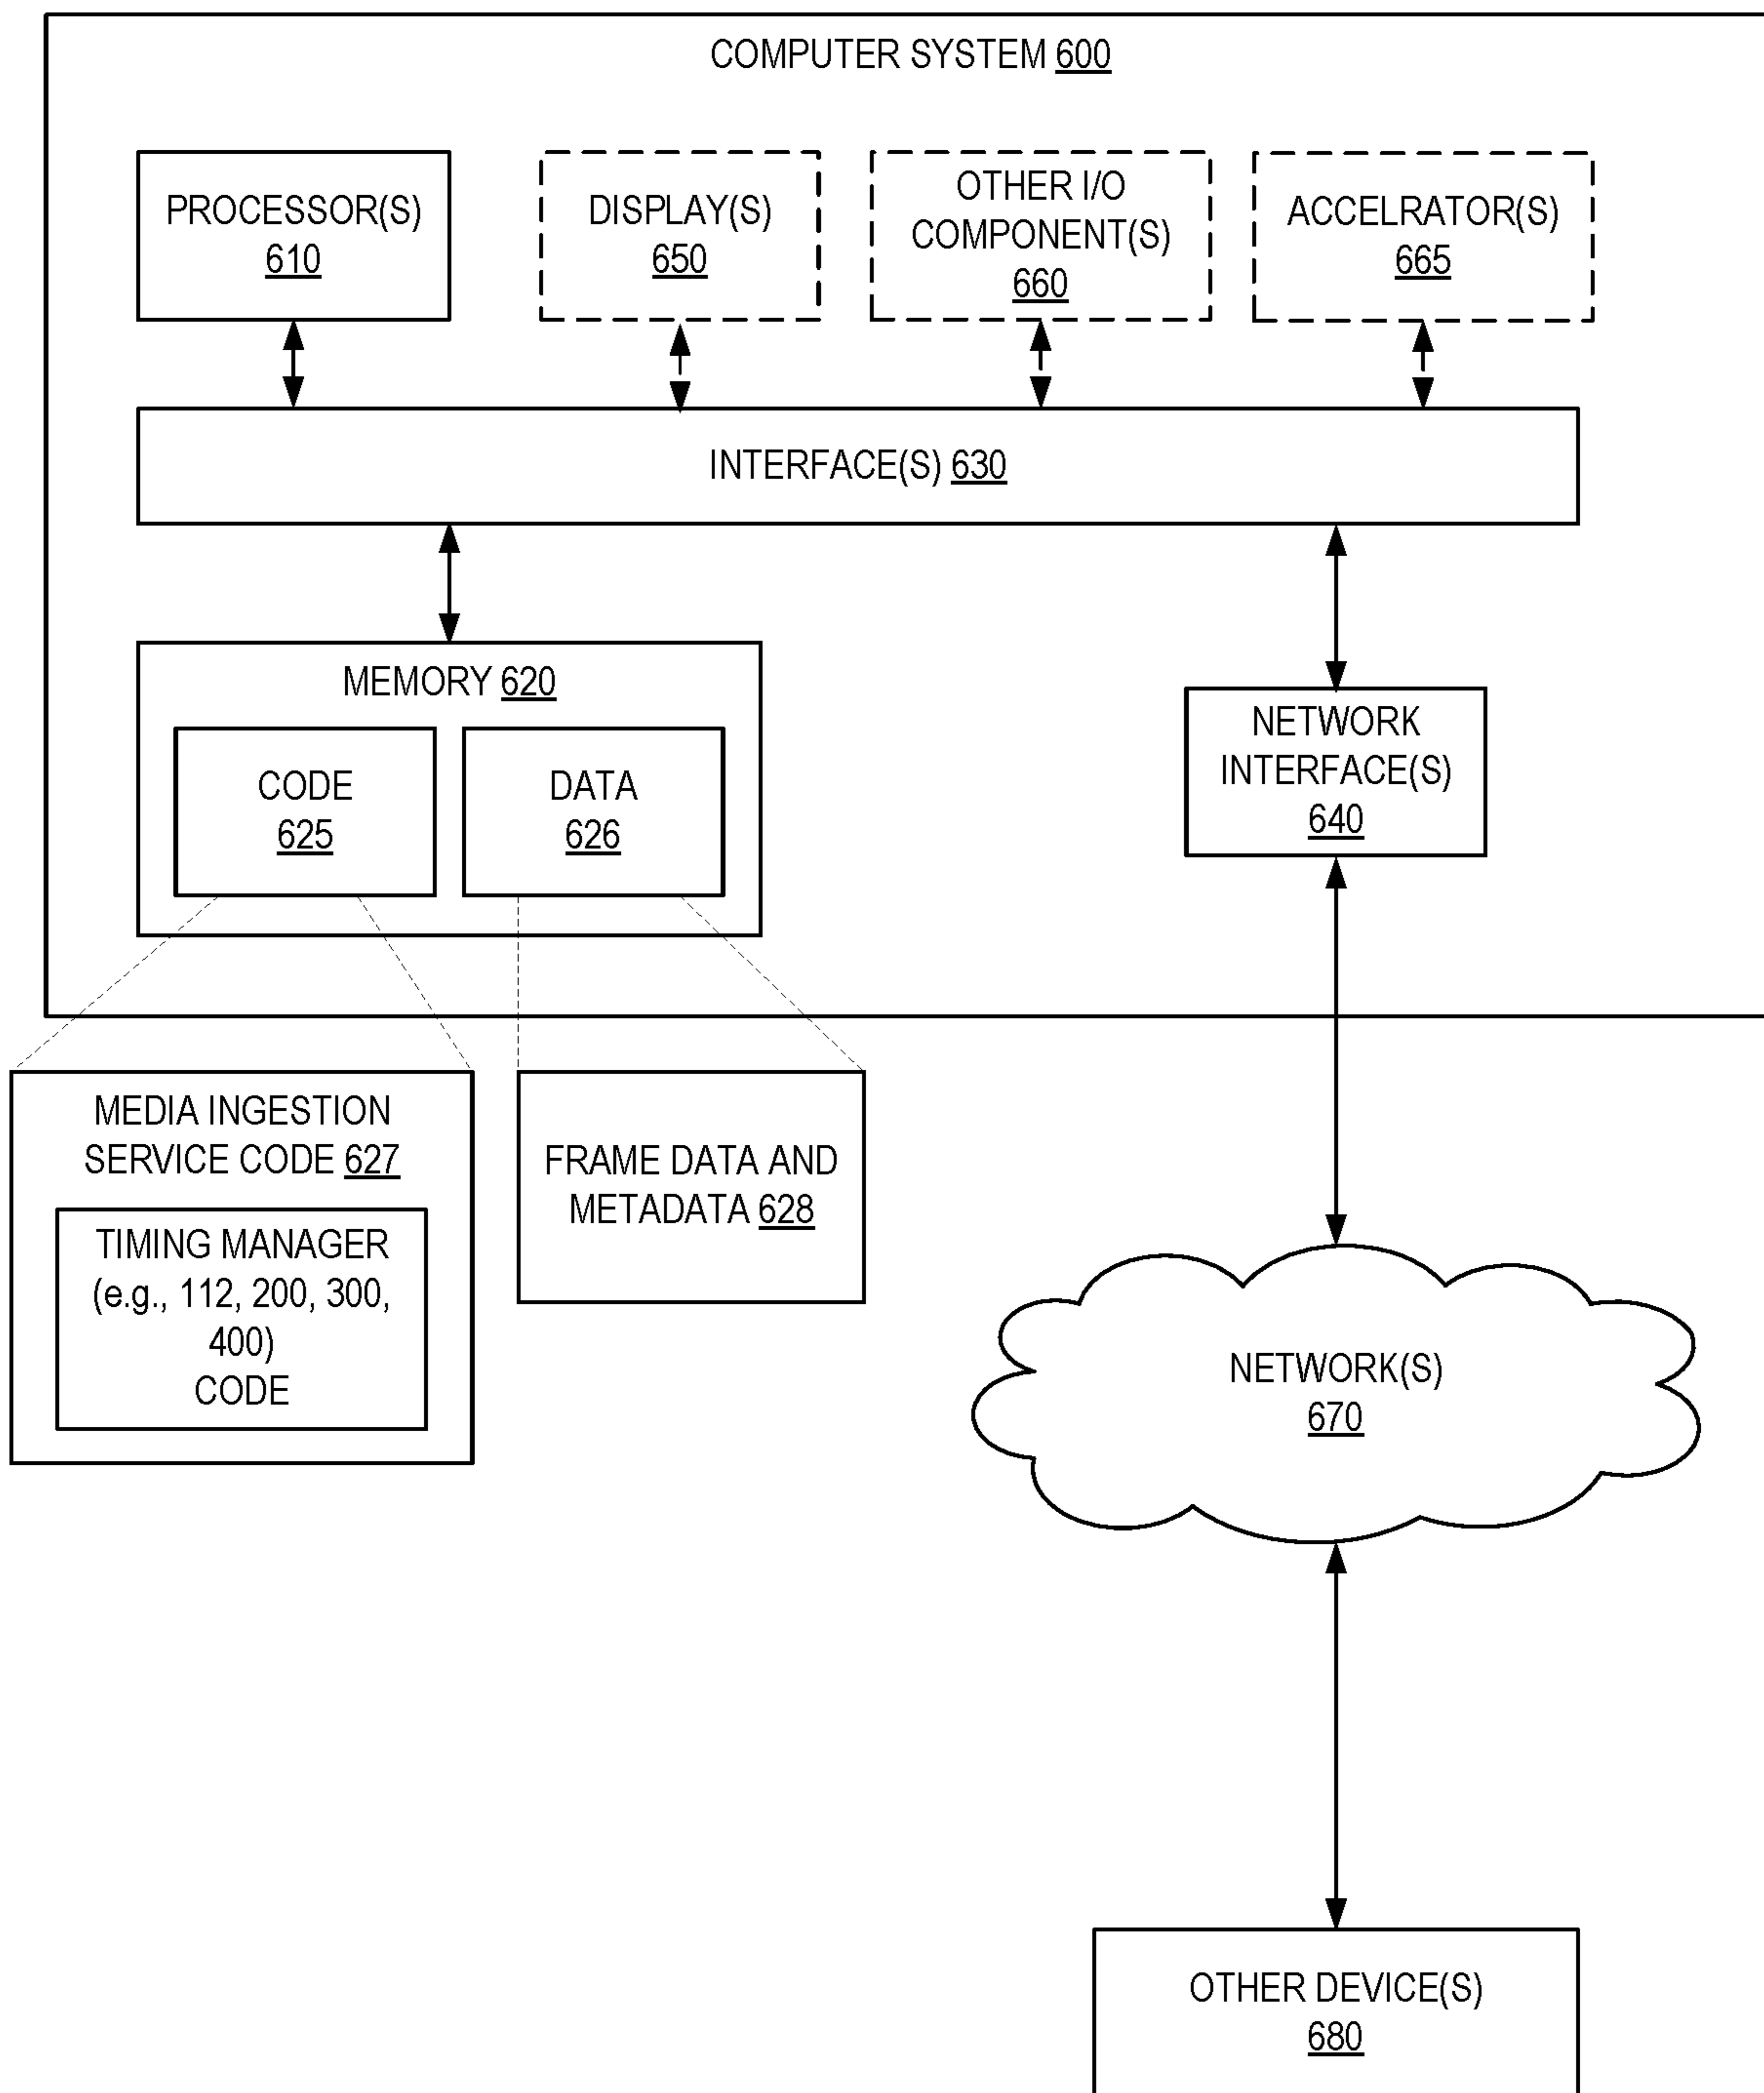 COMPUTER SYSTEM 600
PROCESSOR(S)
610
DISPLAY(S)
650
OTHER I/O
COMPONENT(S)
660
ACCELRATOR(S)
665
INTERFACE(S) 630
MEMORY 620
CODE
625
DATA
626
NETWORK
INTERFACE(S)
640
MEDIA INGESTION
SERVICE CODE 627
TIMING MANAGER
(e.g., 112, 200, 300,
400)
CODE
FRAME DATA AND
METADATA 628
NETWORK(S)
670
OTHER DEVICE(S)
680